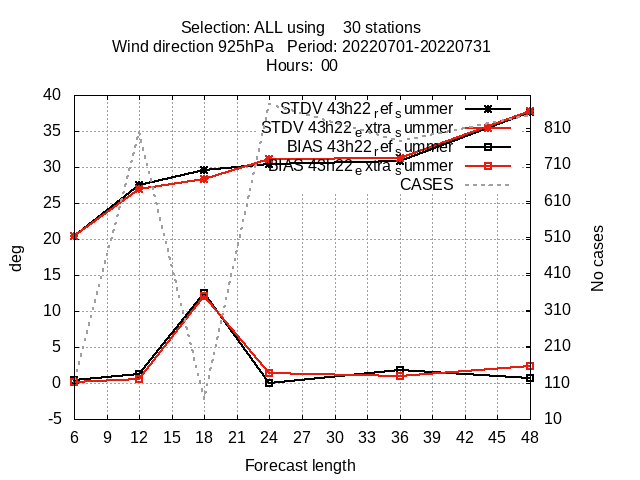 Selection: ALL using    30 stations
Wind direction 925hPa   Period: 20220701-20220731
Hours:  00
STDV 43h22_ref_summer
STDV 43h22_extra_summer
BIAS 43h22_ref_summer
BIAS 43h22_extra_summer
CASES
40
35
30
25
20
15
10
5
0
-5
deg
810
710
610
510
410
310
210
110
10
No cases
6 9 12 15 18 21 24 27 30 33 36 39 42 45 48
Forecast length